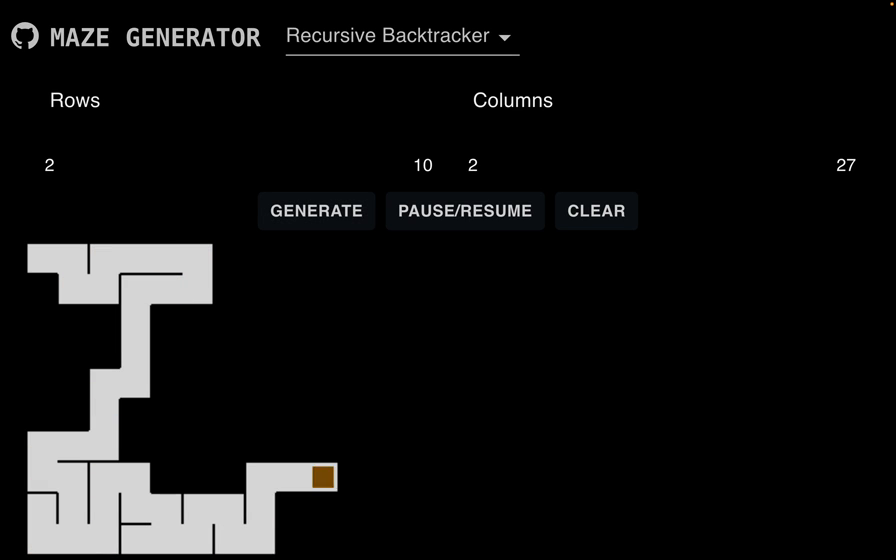 MAZE GENERATOR Recursive Backtracker
Rows Columns
2 10 2 27
GENERATE PAUSE/RESUME CLEAR